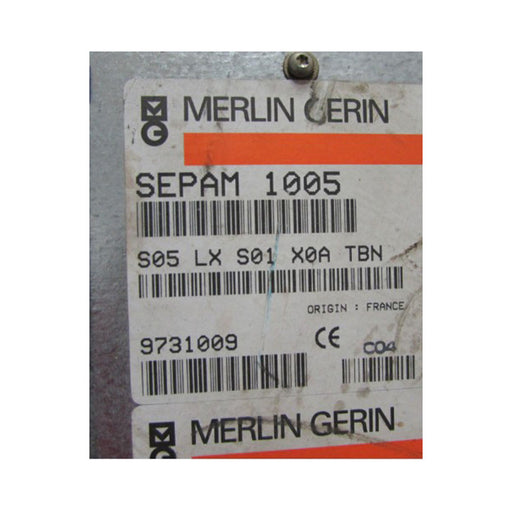 MERLIN GERIN
SEPAM 1005
S05 LX S01 X0A TBN
ORIGIN : FRANCE
9731009 CE C04
MERLIN GERIN